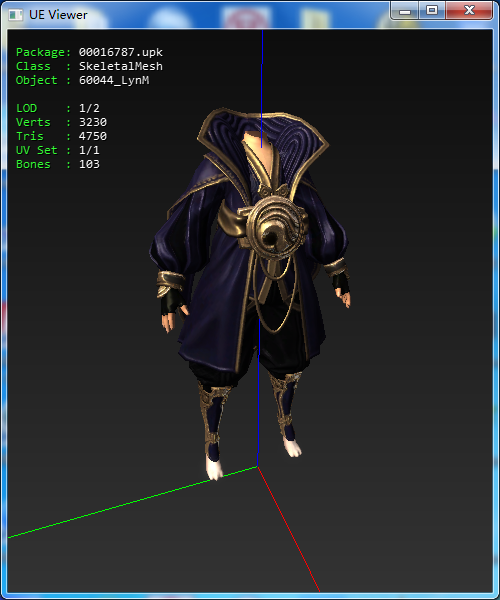 UE Viewer
Package: 00016787.upk
Class  : SkeletalMesh
Object : 60044_LynM
LOD    : 1/2
Verts  : 3230
Tris   : 4750
UV Set : 1/1
Bones  : 103